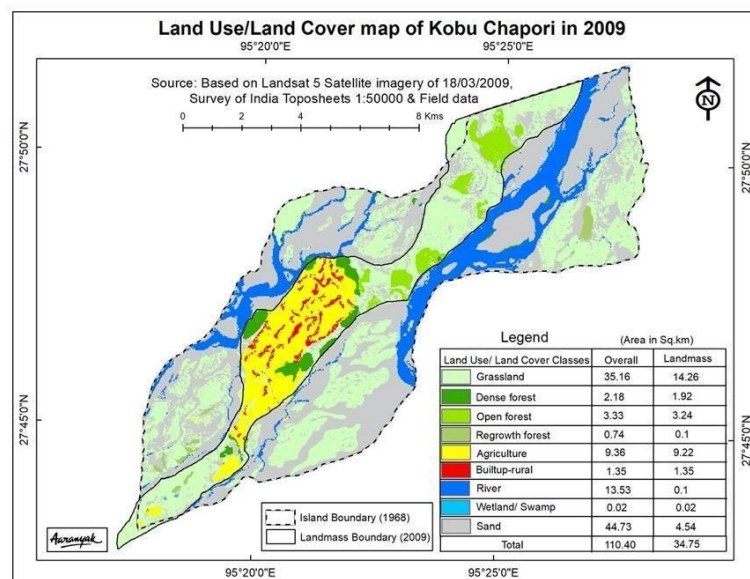 Land Use/Land Cover map of Kobu Chapori in 2009
95°20'0"E 95°25'0"E
Source: Based on Landsat 5 Satellite imagery of 18/03/2009,
Survey of India Toposheets 1:50000 & Field data
0 2 4 6 8 Kms
N
27°50'0"N 27°50'0"N
27°45'0"N 27°45'0"N
Legend (Area in Sq.km)
Land Use/ Land Cover Classes Overall Landmass
Grassland 35.16 14.26
Dense forest 2.18 1.92
Open forest 3.33 3.24
Regrowth forest 0.74 0.1
Agriculture 9.36 9.22
Builtup-rural 1.35 1.35
River 13.53 0.1
Wetland/ Swamp 0.02 0.02
Sand 44.73 4.54
Total 110.40 34.75
Island Boundary (1968)
Landmass Boundary (2009)
Aaranyak
95°20'0"E 95°25'0"E